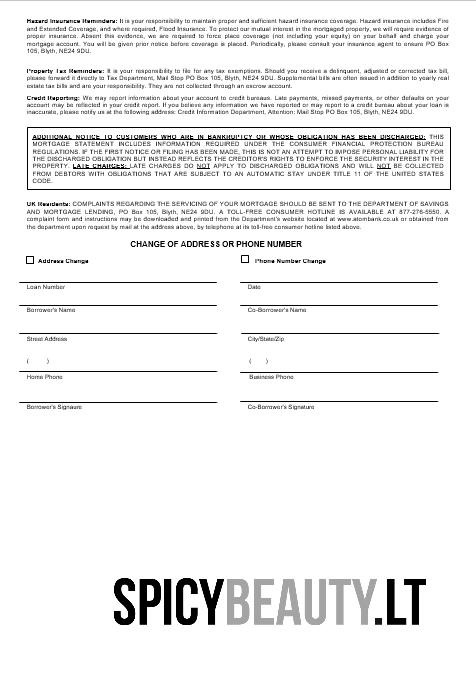 Hazard Insurance Reminders: It is your responsibility to maintain proper and sufficient hazard insurance coverage. Hazard insurance includes Fire
and Extended Coverage, and where required, Flood Insurance. To protect our mutual interest in the mortgaged property, we will require evidence of
proper insurance. Absent this evidence, we are required to force place coverage (not including your equity) on your behalf and charge your
mortgage account. You will be given prior notice before coverage is placed. Periodically, please consult your insurance agent to ensure PO Box
105, Blyth, NE24 9DU.
Property Tax Reminders: It is your responsibility to file for any tax exemptions. Should you receive a delinquent, adjusted or corrected tax bill,
please forward directly to Tax Department, Mail Stop PO Box 105, Blyth, NE24 9DU. Supplemental bills are often issued in addition to yearly real
estate tax bills and are your responsibility. They are not collected through an escrow account.
Credit Reporting: We may report information about your account to credit bureaus. Late payments, missed payments, or other defaults on your
account may be reflected in your credit report. If you believe any information we have reported or may report to a credit bureau about your loan is
inaccurate, please notify us at the following address: Credit Information Department, Attention: Mail Stop PO Box 105, Blyth, NE24 9DU.
ADDITIONAL NOTICE TO CUSTOMERS WHO ARE IN BANKRUPTCY OR WHOSE OBLIGATION HAS BEEN DISCHARGED: THIS
MORTGAGE STATEMENT INCLUDES INFORMATION REQUIRED UNDER THE CONSUMER FINANCIAL PROTECTION BUREAU
REGULATIONS. IF THE FIRST NOTICE OR FILING HAS BEEN MADE, THIS IS NOT AN ATTEMPT TO IMPOSE PERSONAL LIABILITY FOR
THE DISCHARGED OBLIGATION BUT INSTEAD REFLECTS THE CREDITOR'S RIGHTS TO ENFORCE THE SECURITY INTEREST IN THE
PROPERTY. LATE CHARGES: LATE CHARGES DO NOT APPLY TO DISCHARGED OBLIGATIONS AND WILL NOT BE COLLECTED
FROM DEBTORS WITH OBLIGATIONS THAT ARE SUBJECT TO AN AUTOMATIC STAY UNDER TITLE 11 OF THE UNITED STATES
CODE.
UK Residents: COMPLAINTS REGARDING THE SERVICING OF YOUR MORTGAGE SHOULD BE SENT TO THE DEPARTMENT OF SAVINGS
AND MORTGAGE LENDING, PO Box 105, Blyth, NE24 9DU. A TOLL-FREE CONSUMER HOTLINE IS AVAILABLE AT 877-276-5550. A
complaint form and instructions may be downloaded and printed from the Department's website located at www.atombank.co.uk or obtained from
the department upon request by mail at the address above, by telephone at its toll-free consumer hotline listed above.
CHANGE OF ADDRESS OR PHONE NUMBER
Address Change Phone Number Change
Loan Number Date
Borrower's Name Co-Borrower's Name
Street Address City/State/Zip
( ) ( )
Home Phone Business Phone
Borrower's Signaure Co-Borrower's Signature
SPICYBEAUTY.LT